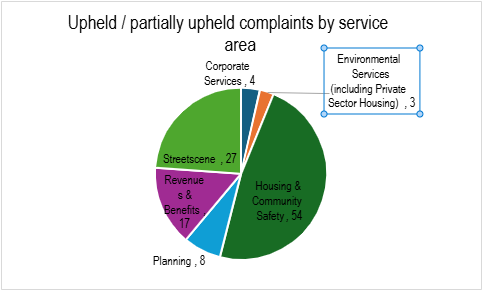 Upheld / partially upheld complaints by service
area
Corporate
Services , 4
Environmental
Services
(including Private
Sector Housing) , 3
Streetscene , 27
Revenue
s &
Benefits ,
17
Housing &
Community
Safety, 54
Planning , 8